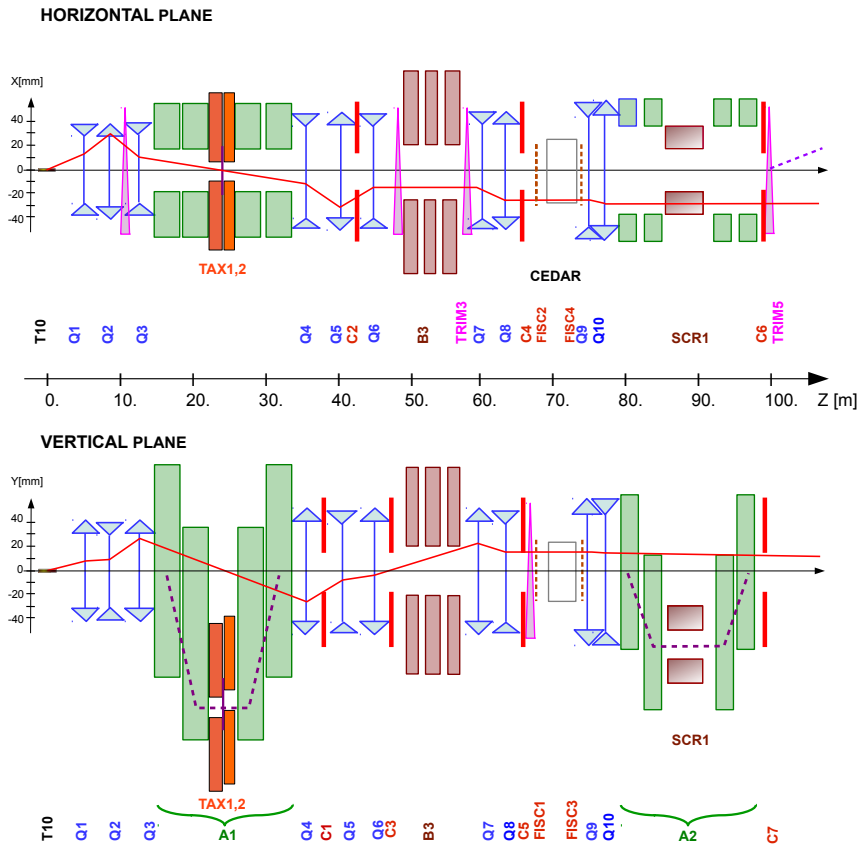 HORIZONTAL PLANE
X[mm]
40
20
0
-20
-40
TAX1,2
CEDAR
T10 Q1 Q2 Q3 Q4 Q5 C2 Q6 B3 TRIM3 Q7 Q8 C4 FISC2 FISC4 Q9 Q10 SCR1 C6 TRIM5
0. 10. 20. 30. 40. 50. 60. 70. 80. 90. 100. Z [m]
VERTICAL PLANE
Y[mm]
40
20
0
-20
-40
SCR1
TAX1,2
T10 Q1 Q2 Q3 A1 Q4 C1 Q5 Q6 C3 B3 Q7 Q8 C5 FISC1 FISC3 Q9 Q10 A2 C7